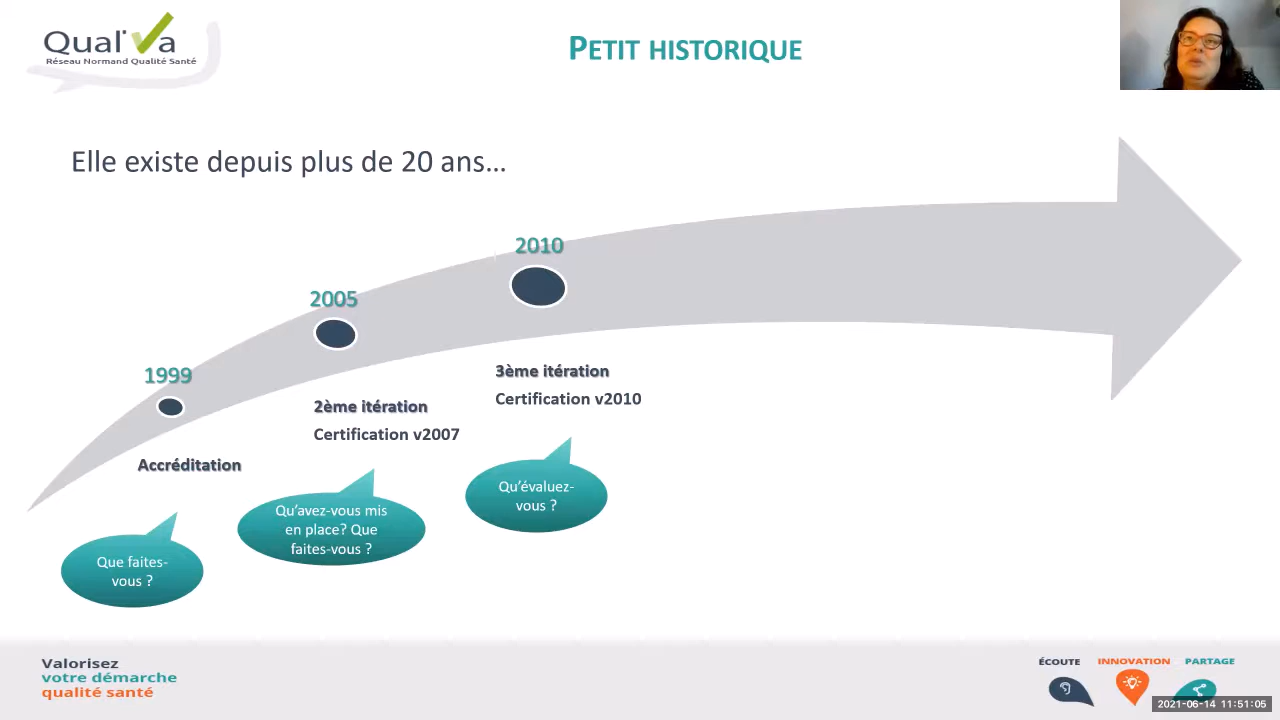 Qual'Va
Réseau Normand Qualité Santé
PETIT HISTORIQUE
Elle existe depuis plus de 20 ans…
2010
2005
1999
3ème itération
Certification v2010
2ème itération
Certification v2007
Accréditation
Qu'évaluez-
vous ?
Qu'avez-vous mis
en place? Que
faites-vous ?
Que faites-
vous ?
Valorisez
votre démarche
qualité santé
ÉCOUTE
INNOVATION
PARTAGE
2021-06-14 11:51:05